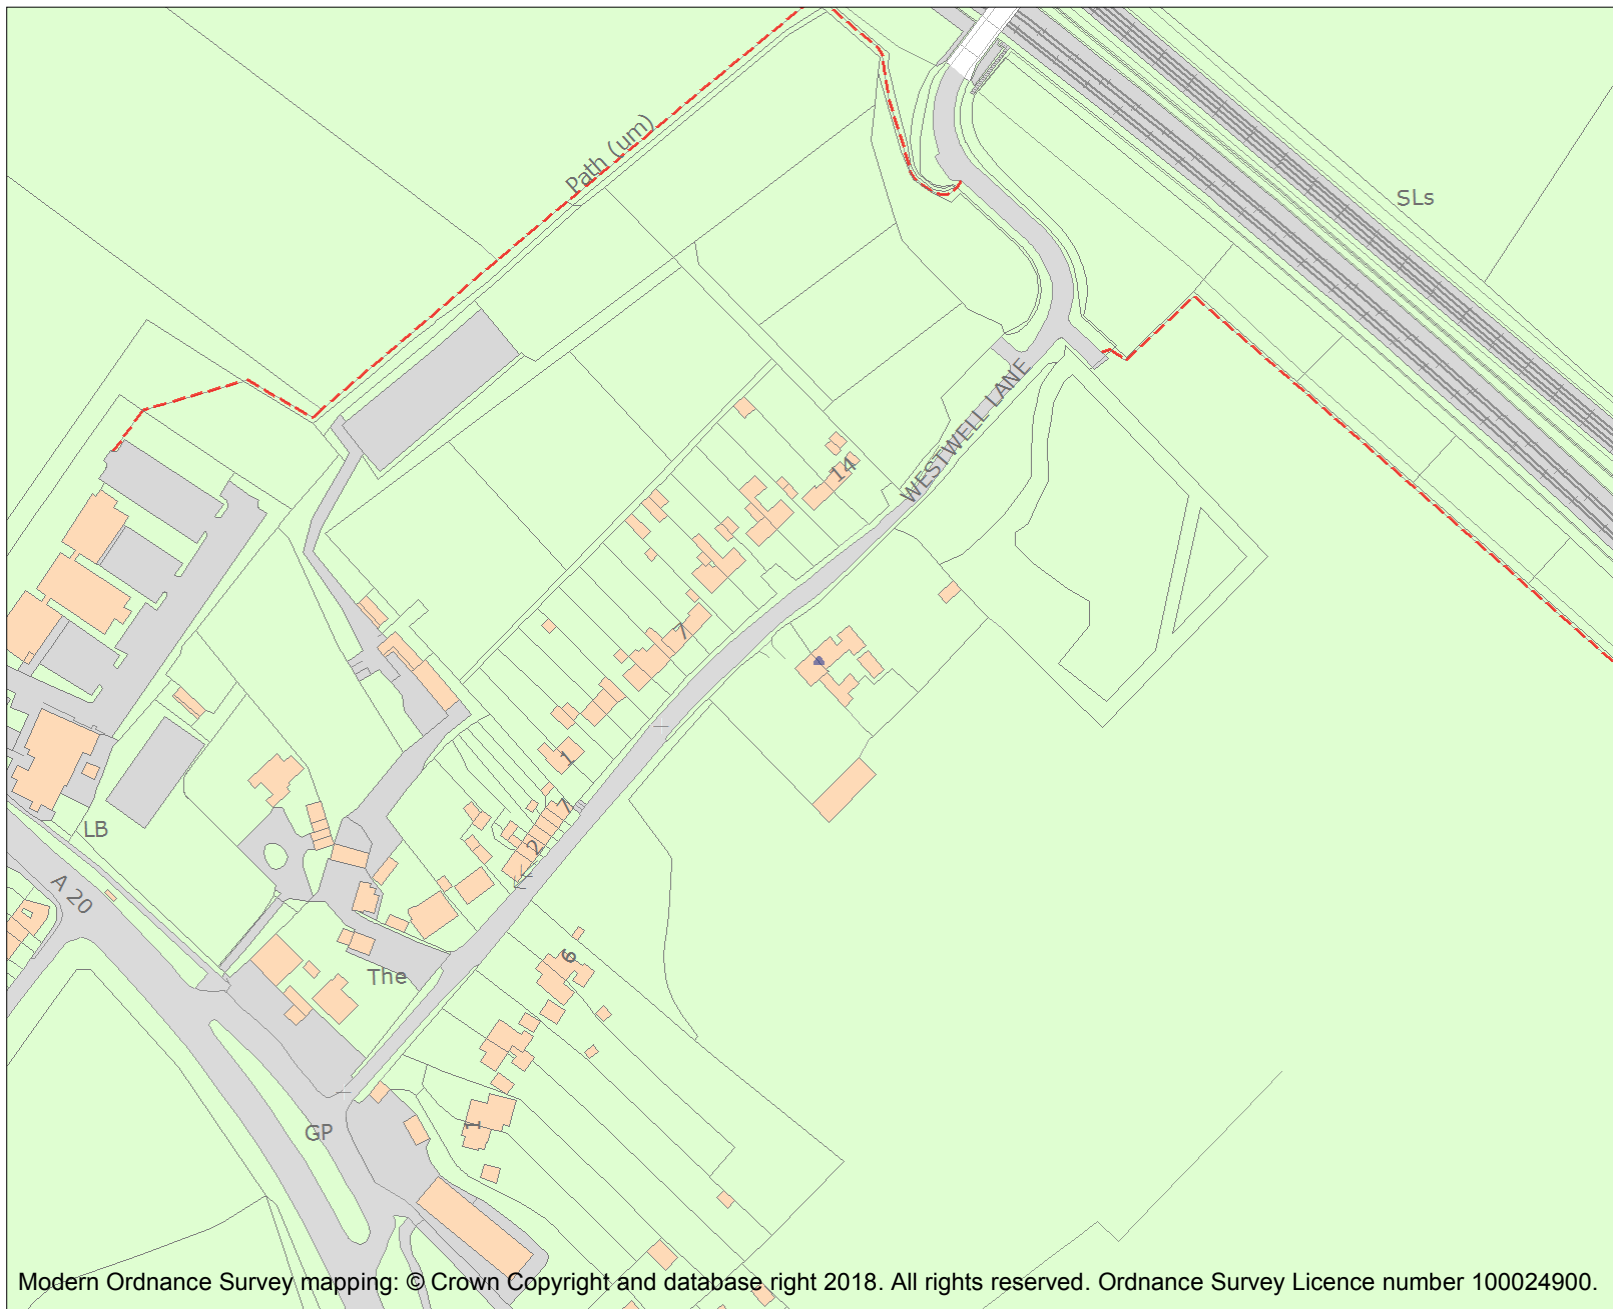 Path (um)
SLs
WESTWELL LANE
14
7
1
7
2
LB
A 20
6
The
1
GP
Modern Ordnance Survey mapping: © Crown Copyright and database right 2018. All rights reserved. Ordnance Survey Licence number 100024900.